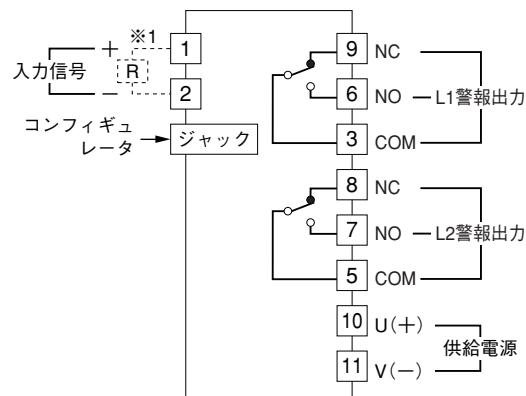 ※1
+
1
入力信号
R
−
2
コンフィギュ
レータ
ジャック
9 NC
6 NO
L1警報出力
3 COM
8 NC
7 NO
L2警報出力
5 COM
10 U(+)
供給電源
11 V(−)